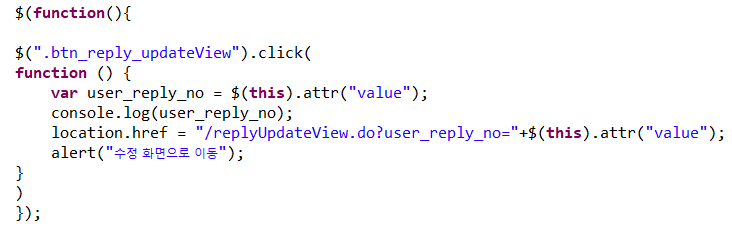 $(function(){
$(".btn_reply_updateView").click(
function () {
var user_reply_no = $(this).attr("value");
console.log(user_reply_no);
location.href = "/replyUpdateView.do?user_reply_no="+$(this).attr("value");
alert("수정 화면으로 이동");
}
)
});